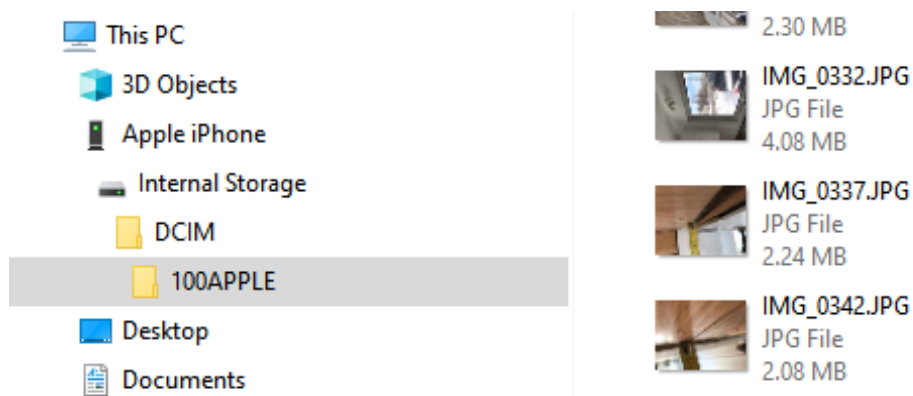 This PC
3D Objects
Apple iPhone
Internal Storage
DCIM
100APPLE
Desktop
Documents
2.30 MB
IMG_0332.JPG
JPG File
4.08 MB
IMG_0337.JPG
JPG File
2.24 MB
IMG_0342.JPG
JPG File
2.08 MB